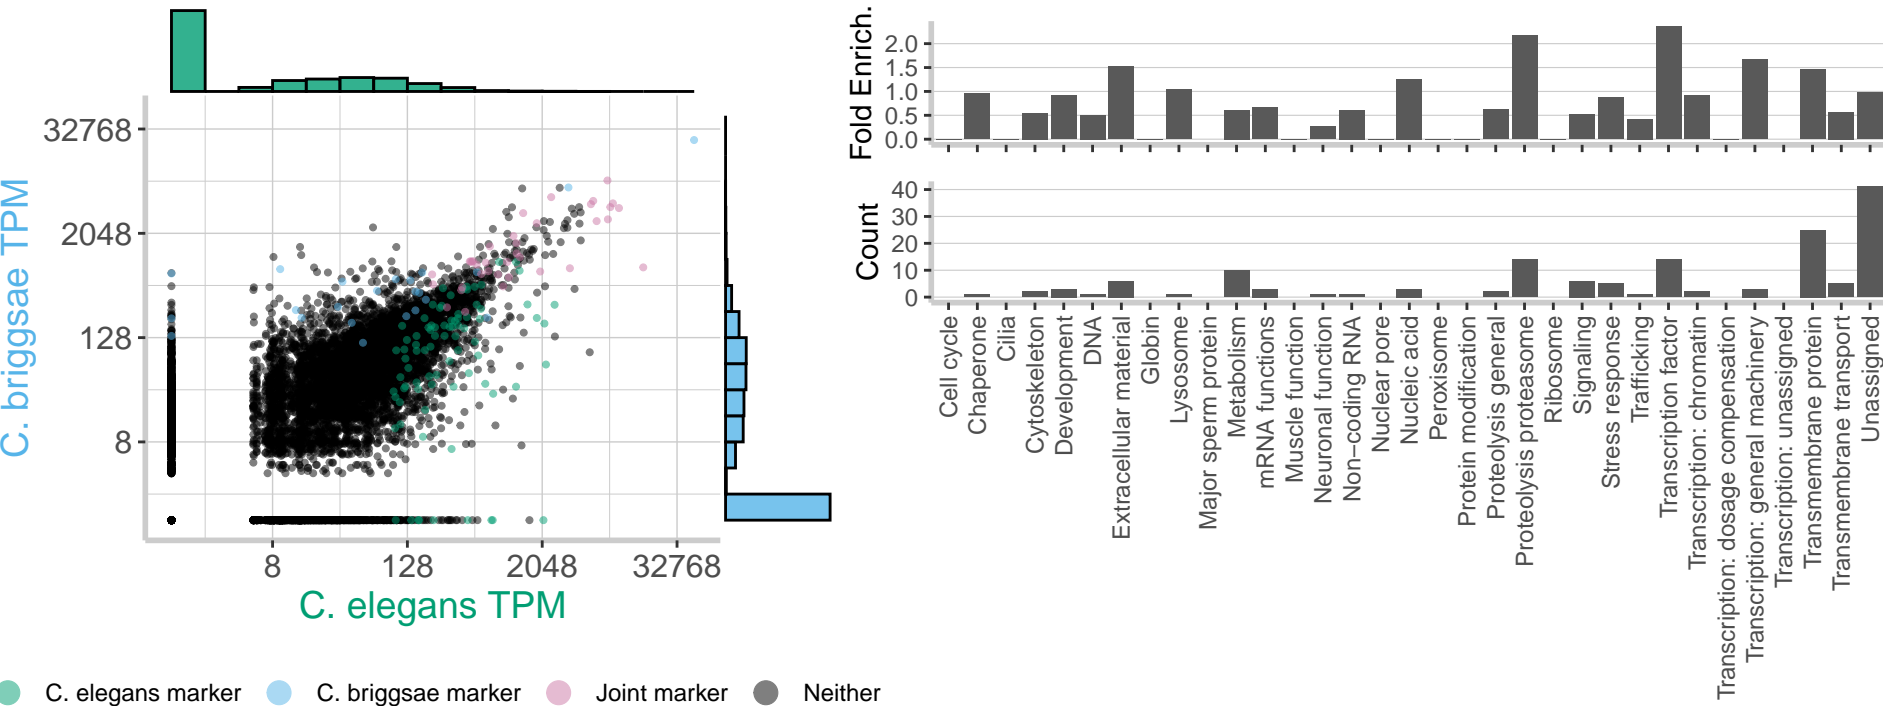 32768
2048
128
8
C. briggsae TPM
8
128
2048
32768
C. elegans TPM
C. elegans marker
C. briggsae marker
Joint marker
Neither
Fold Enrich.
2.0
1.5
1.0
0.5
0.0
Count
40
30
20
10
0
Cell cycle
Chaperone
Cilia
Cytoskeleton
Development
DNA
Extracellular material
Globin
Lysosome
Major sperm protein
Metabolism
mRNA functions
Muscle function
Neuronal function
Non−coding RNA
Nuclear pore
Nucleic acid
Peroxisome
Protein modification
Proteolysis general
Proteolysis proteasome
Ribosome
Signaling
Stress response
Trafficking
Transcription factor
Transcription: chromatin
Transcription: dosage compensation
Transcription: general machinery
Transcription: unassigned
Transmembrane protein
Transmembrane transport
Unassigned